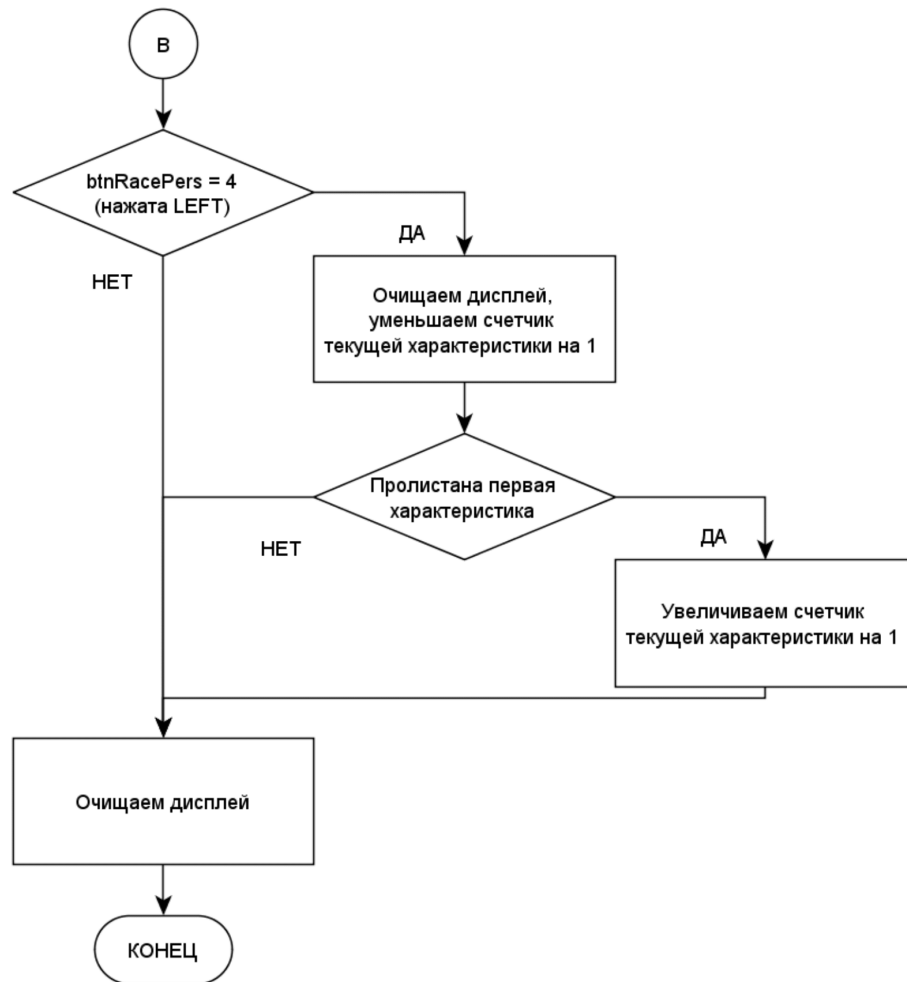 В
btnRacePers = 4
(нажата LEFT)
ДА
НЕТ
Очищаем дисплей,
уменьшаем счетчик
текущей характеристики на 1
Пролистана первая
характеристика
НЕТ
ДА
Увеличиваем счетчик
текущей характеристики на 1
Очищаем дисплей
КОНЕЦ